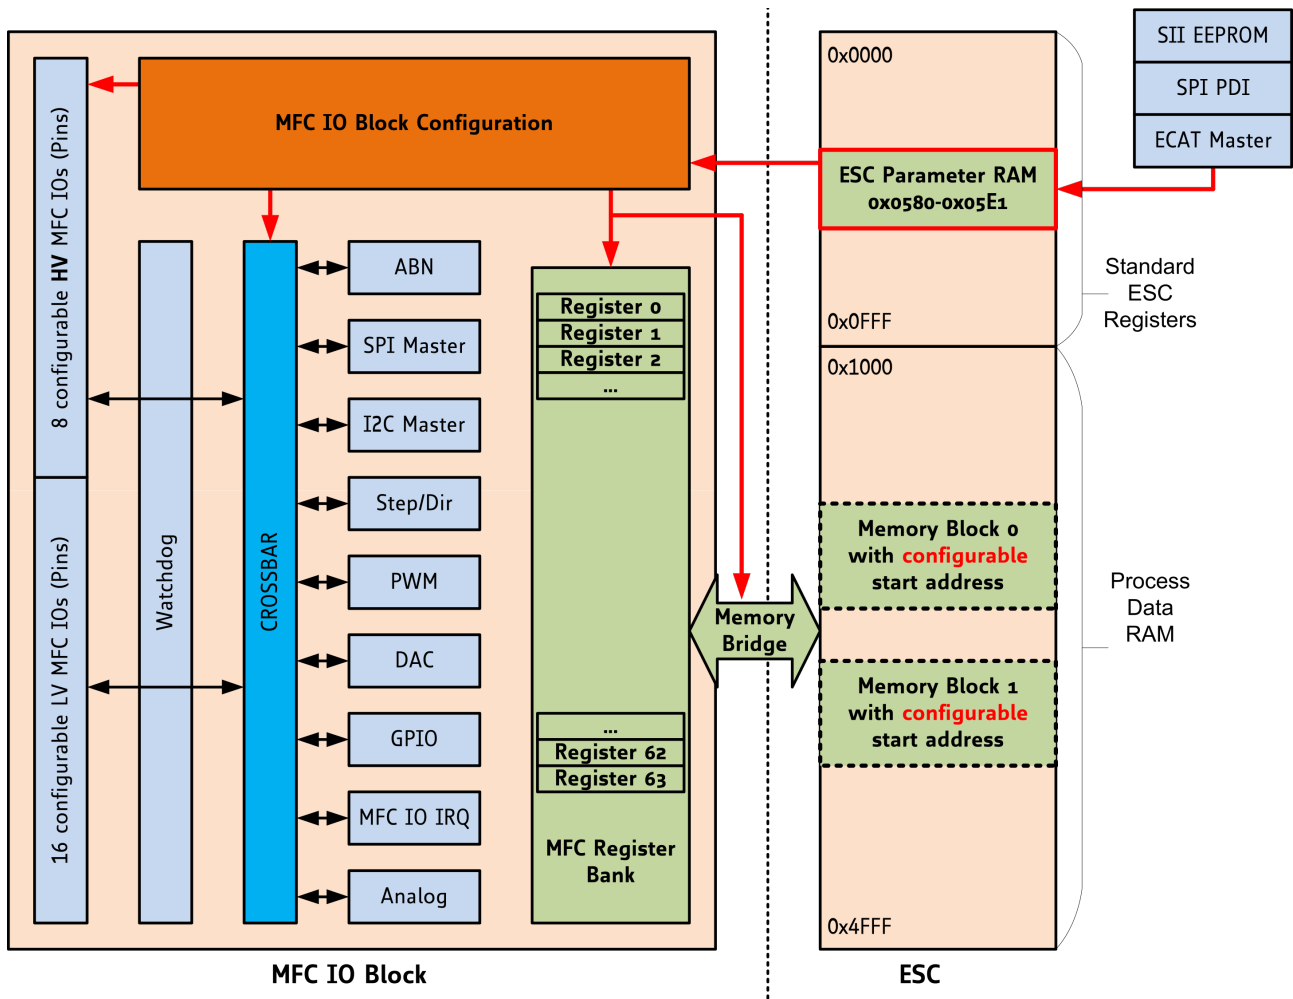 8 configurable HV MFC IOs (Pins)
16 configurable LV MFC IOs (Pins)
MFC IO Block Configuration
Watchdog
CROSSBAR
ABN
SPI Master
I2C Master
Step/Dir
PWM
DAC
GPIO
MFC IO IRQ
Analog
Register 0
Register 1
Register 2
...
...
Register 62
Register 63
MFC Register
Bank
MFC IO Block
Memory
Bridge
0x0000
ESC Parameter RAM
0x0580-0x05E1
0x0FFF
0x1000
Memory Block 0
with configurable
start address
Memory Block 1
with configurable
start address
0x4FFF
ESC
SII EEPROM
SPI PDI
ECAT Master
Standard
ESC
Registers
Process
Data
RAM